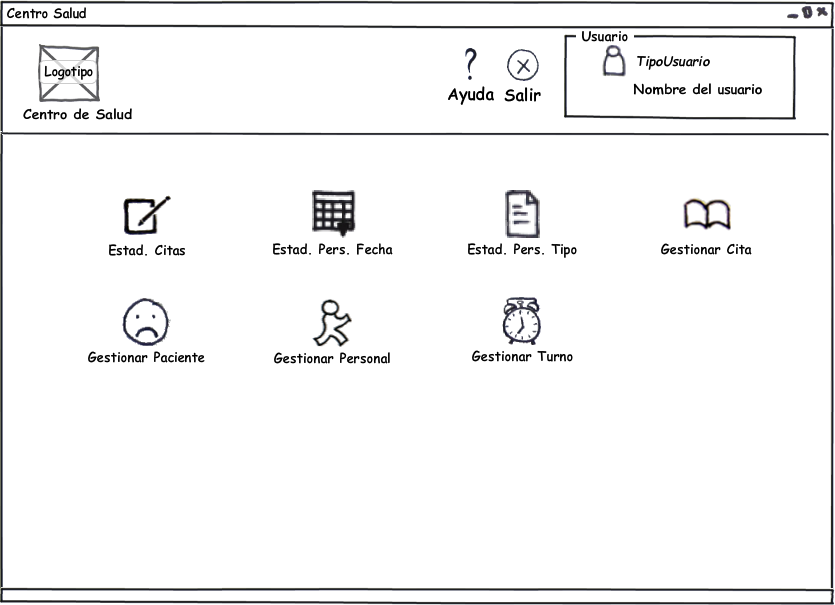 Centro Salud
Logotipo
Centro de Salud
Ayuda
Salir
Usuario
TipoUsuario
Nombre del usuario
Estad. Citas
Estad. Pers. Fecha
Estad. Pers. Tipo
Gestionar Cita
Gestionar Paciente
Gestionar Personal
Gestionar Turno